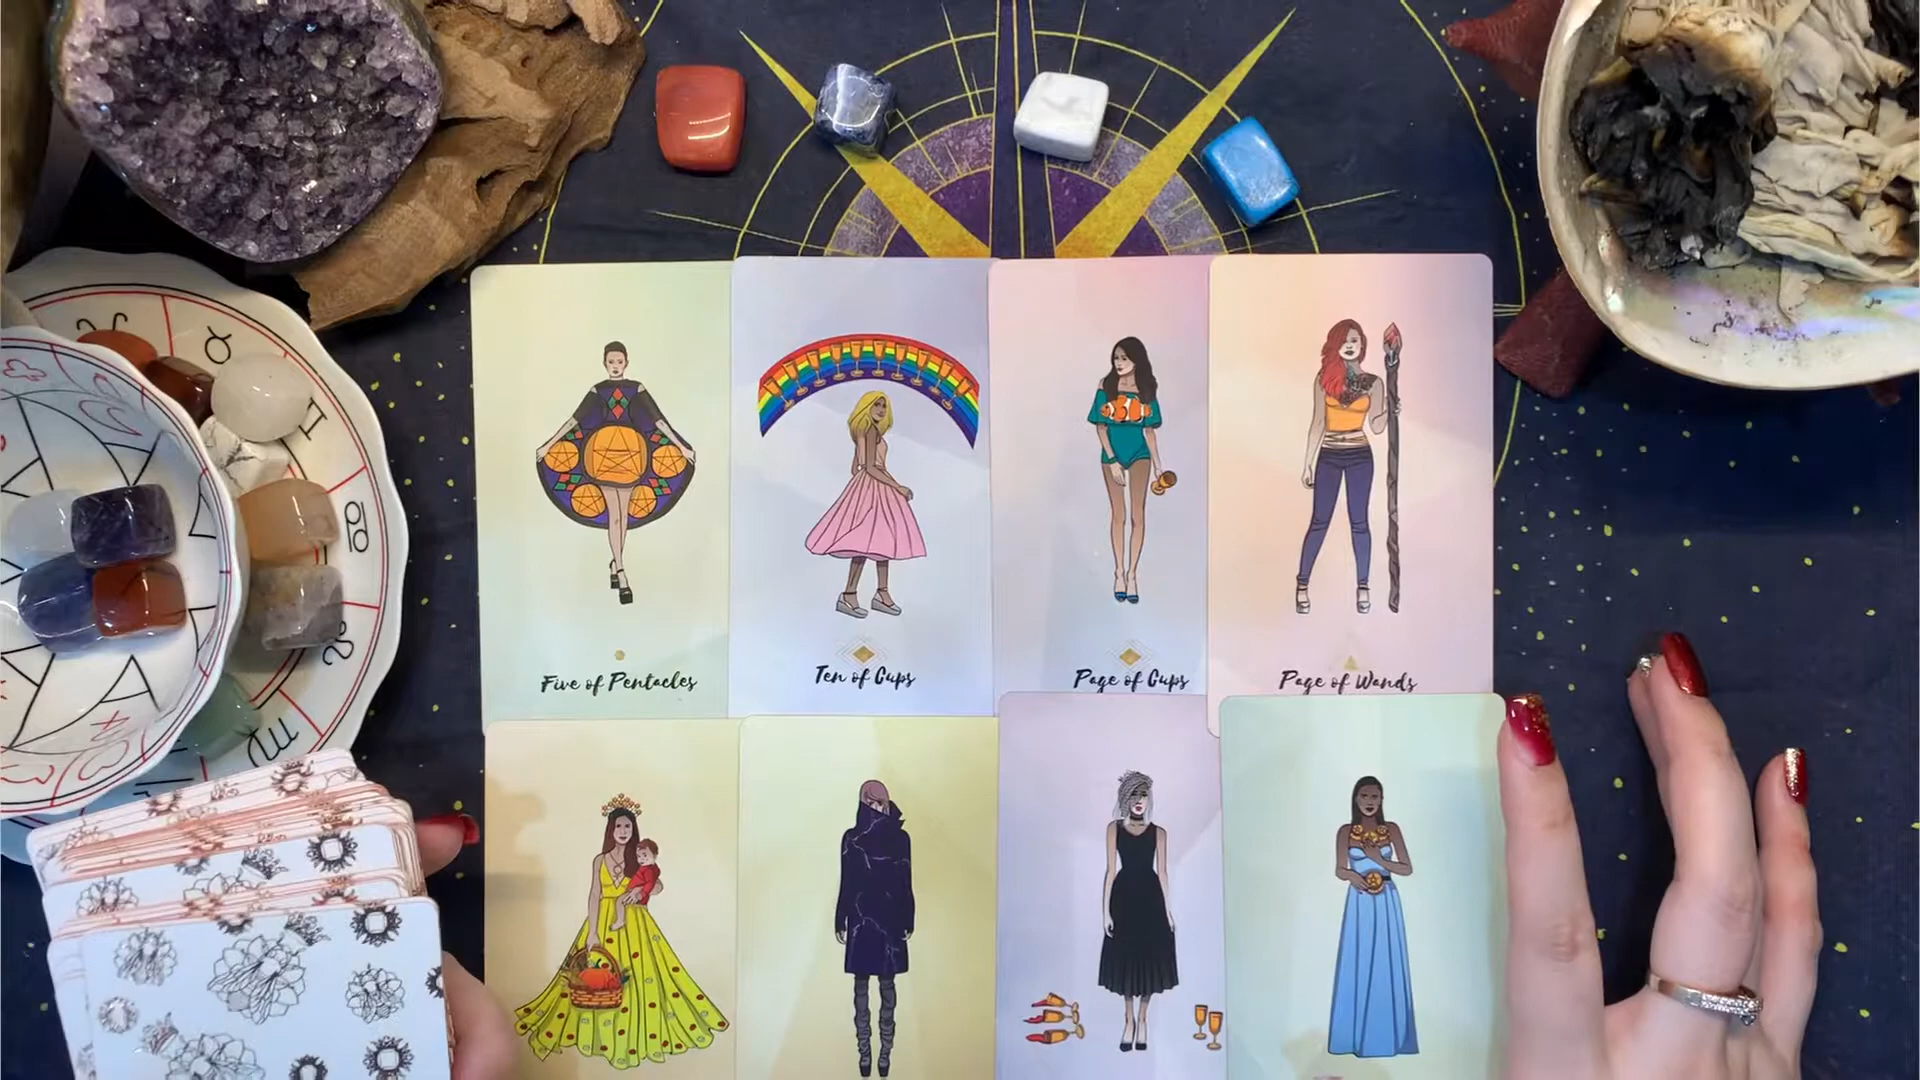 Five of Pentacles
Ten of Cups
Page of Cups
Page of Wands